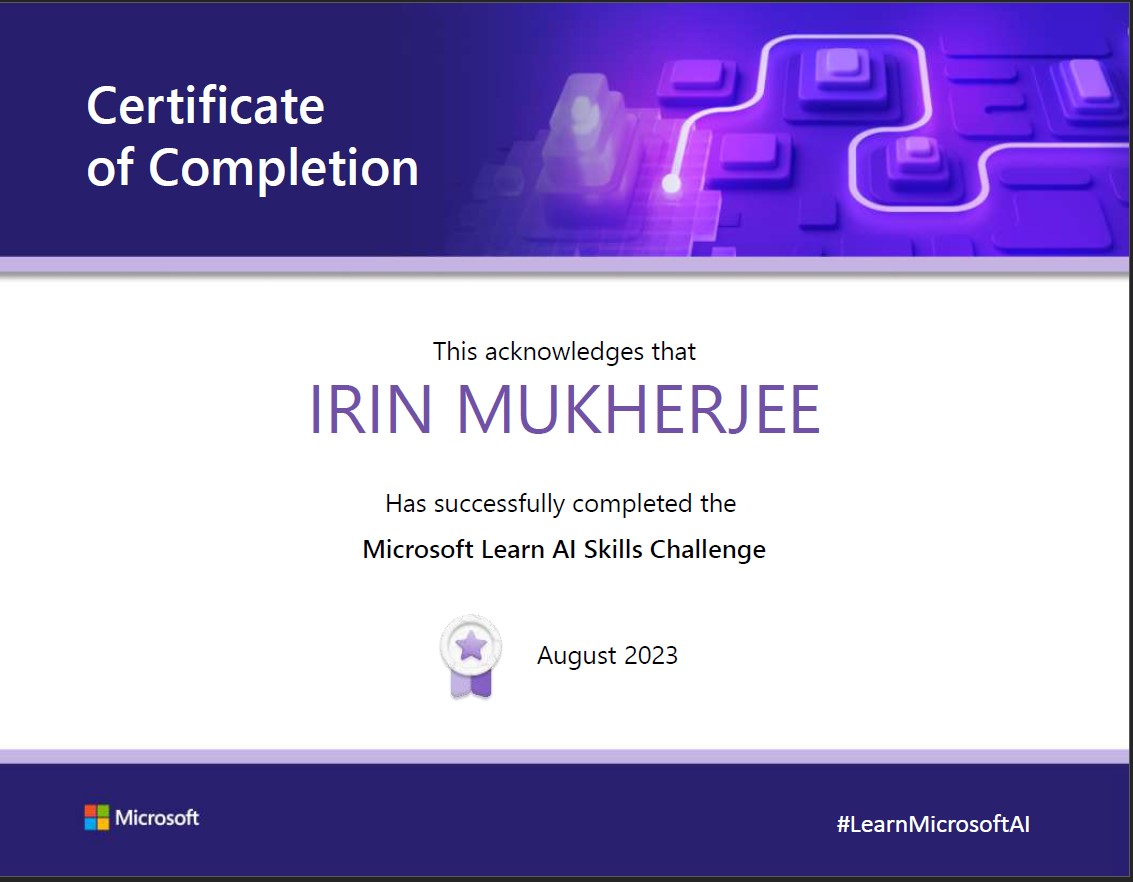 Certificate
of Completion
This acknowledges that
IRIN MUKHERJEE
Has successfully completed the
Microsoft Learn AI Skills Challenge
August 2023
Microsoft
#LearnMicrosoftAI